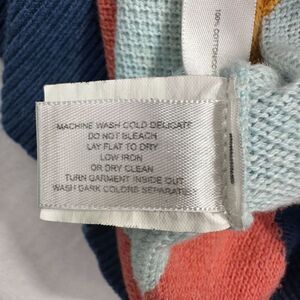 100% COTTON/COT
MACHINE WASH COLD DELICATE
DO NOT BLEACH
LAY FLAT TO DRY
LOW IRON
OR DRY CLEAN
TURN GARMENT INSIDE OUT
WASH DARK COLORS SEPARATELY